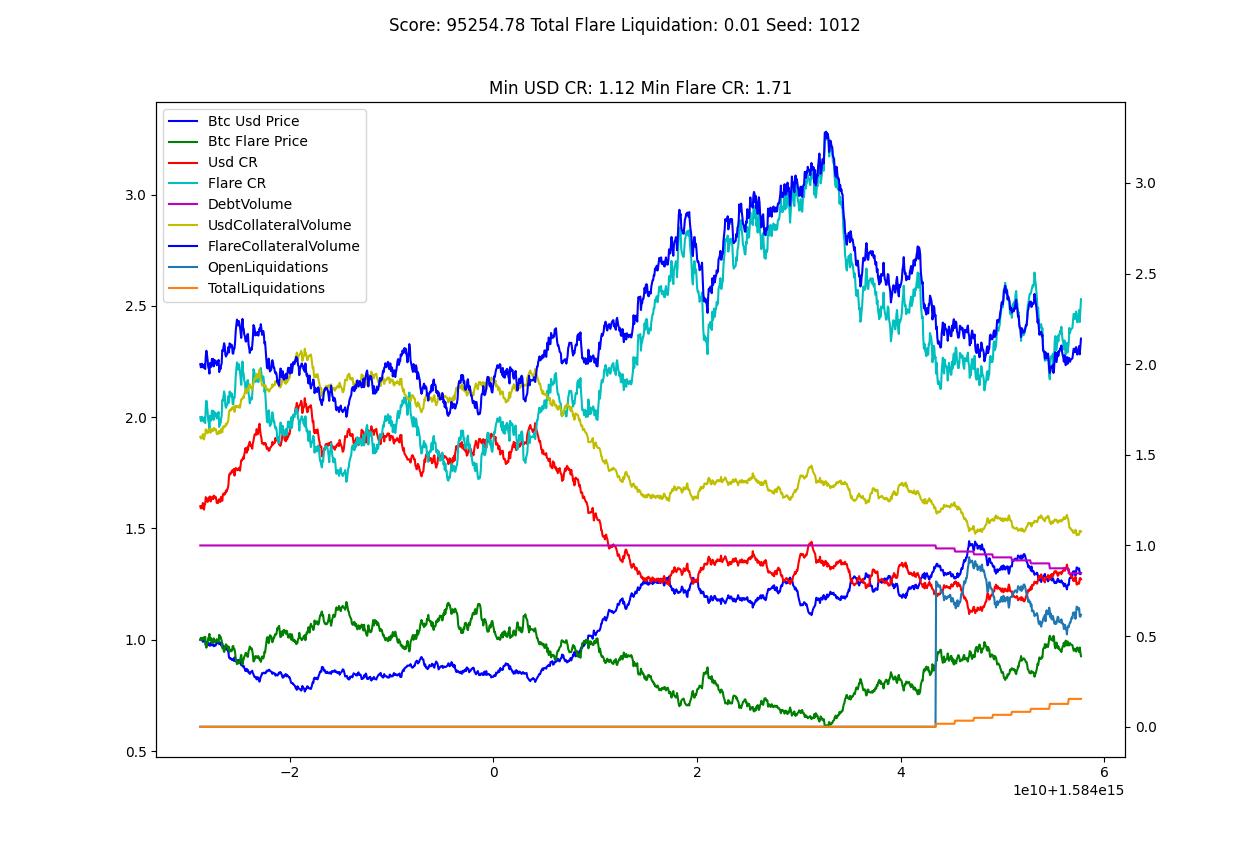 Score: 95254.78 Total Flare Liquidation: 0.01 Seed: 1012
Min USD CR: 1.12 Min Flare CR: 1.71
Btc Usd Price
Btc Flare Price
Usd CR
Flare CR
DebtVolume
UsdCollateralVolume
FlareCollateralVolume
OpenLiquidations
TotalLiquidations
3.0
2.5
2.0
1.5
1.0
0.5
3.0
2.5
2.0
1.5
1.0
0.5
0.0
−2
0
2
4
6
1e10+1.584e15